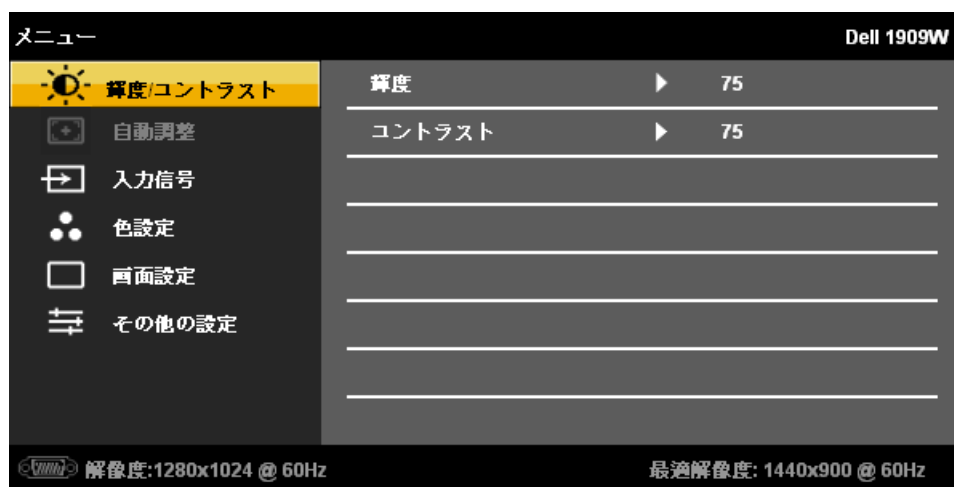 メニュー
Dell 1909W
輝度/コントラスト
自動調整
入力信号
色設定
画面設定
その他の設定
輝度 75
コントラスト 75
解像度:1280x1024 @ 60Hz
最適解像度: 1440x900 @ 60Hz